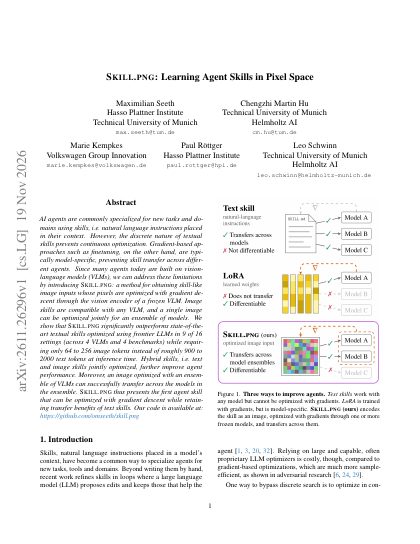 SKILL.PNG: Learning Agent Skills in Pixel Space
Maximilian Seeth
Hasso Plattner Institute
Technical University of Munich
max.seeth@tum.de
Chengzhi Martin Hu
Technical University of Munich
Helmholtz AI
cm.hu@tum.de
Marie Kempkes
Volkswagen Group Innovation
marie.kempkes@volkswagen.de
Paul Röttger
Hasso Plattner Institute
paul.rottger@hpi.de
Leo Schwinn
Technical University of Munich
Helmholtz AI
leo.schwinn@helmholtz-munich.de
arXiv:2611.26296v1 [cs.LG] 19 Nov 2026
Abstract
AI agents are commonly specialized for new tasks and do-
mains using skills, i.e. natural language instructions placed
in their context. However, the discrete nature of textual
skills prevents continuous optimization. Gradient-based ap-
proaches such as finetuning, on the other hand, are typ-
ically model-specific, preventing skill transfer across dif-
ferent agents. Since many agents today are built on vision-
language models (VLMs), we can address these limitations
by introducing SKILL.PNG: a method for obtaining skill-like
image inputs whose pixels are optimized with gradient de-
scent through the vision encoder of a frozen VLM. Image
skills are compatible with any VLM, and a single image
can be optimized jointly for an ensemble of models. We
show that SKILL.PNG significantly outperforms state-of-
the-art textual skills optimized using frontier LLMs in 9 of 16
settings (across 4 VLMs and 4 benchmarks) while requir-
ing only 64 to 256 image tokens instead of roughly 900 to
2000 text tokens at inference time. Hybrid skills, i.e. text
and image skills jointly optimized, further improve agent
performance. Moreover, an image optimized with an ensem-
ble of VLMs can successfully transfer across the models in
the ensemble. SKILL.PNG thus presents the first agent skill
that can be optimized with gradient descent while retain-
ing transfer benefits of text skills. Our code is available at:
https://github.com/mseeth/skill.png
1. Introduction
Skills, natural language instructions placed in a model's
context, have become a common way to specialize agents for
new tasks, tools and domains. Beyond writing them by hand,
recent work refines skills in loops where a large language
model (LLM) proposes edits and keeps those that help the
Text skill
natural-language
instructions
✓ Transfers across
models
✗ Not differentiable
SKILL.md
Model A
Model B
Model C
LoRA
learned weights
✗ Does not transfer
✓ Differentiable
Model A
Model B
Model C
SKILL.PNG (ours)
optimized image input
✓ Transfers across
model ensembles
✓ Differentiable
Model A
Model B
Model C
Figure 1. Three ways to improve agents. Text skills work with
any model but cannot be optimized with gradients. LoRA is trained
with gradients, but is model-specific. SKILL.PNG (ours) encodes
the skill as an image, optimized with gradients through one or more
frozen models, and transfers across them.
agent [1, 3, 20, 32]. Relying on large and capable, often
proprietary LLM optimizers is costly, though, compared to
gradient-based optimizations, which are much more sample-
efficient, as shown in adversarial research [6, 24, 29].
One way to bypass discrete search is to optimize in con-
1